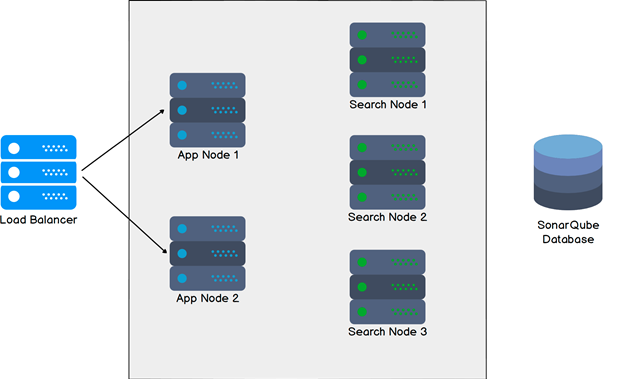 Search Node 1
App Node 1
Load Balancer
Search Node 2
SonarQube
Database
App Node 2
Search Node 3